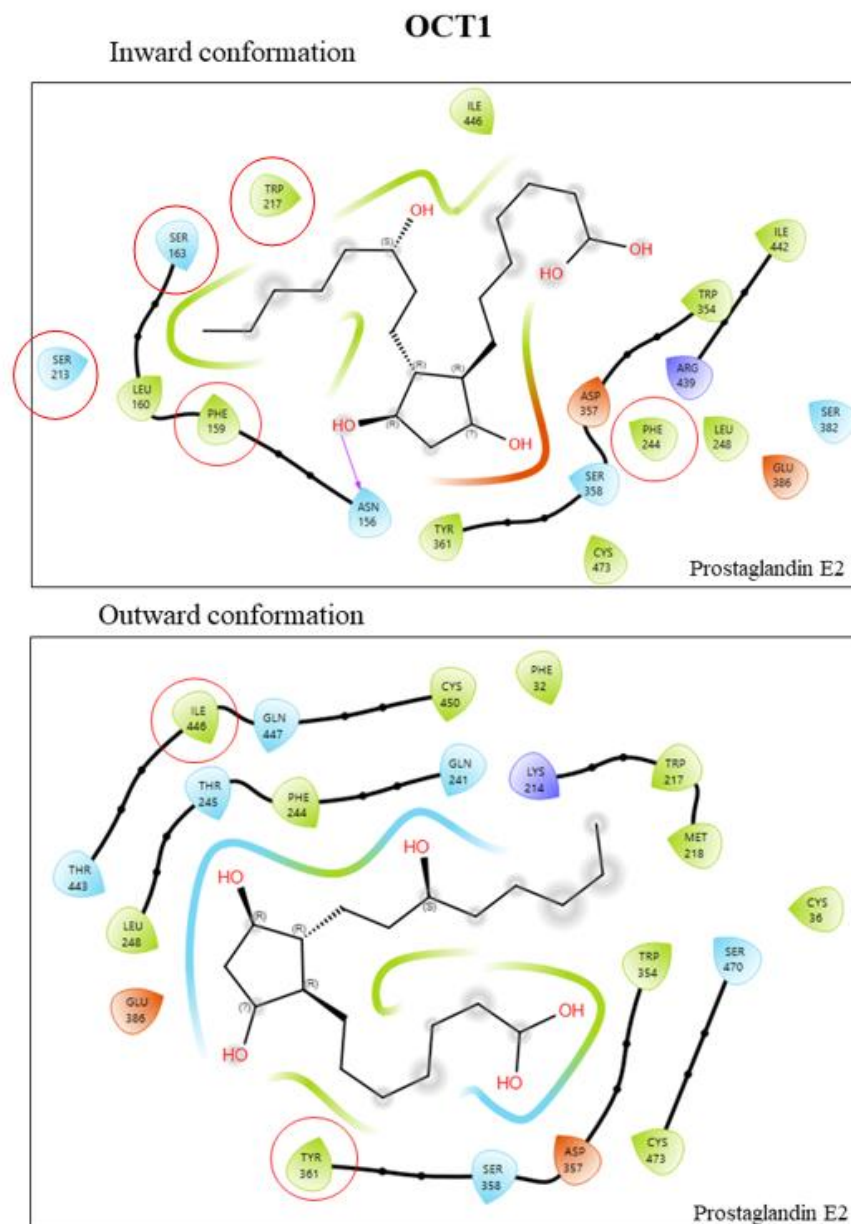 OCT1
Inward conformation
ILE
446
TRP
217
OH
SER
163
(S)
HO
OH
ILE
442
TRP
354
SER
213
LEU
160
PHE
159
(R)
(R)
ARG
439
ASP
357
HO
(R)
(?)
OH
PHE
244
LEU
248
SER
382
GLU
386
SER
358
ASN
156
TYR
361
CYS
473
Prostaglandin E2
Outward conformation
PHE
32
CYS
450
ILE
446
GLN
447
GLN
241
LYS
214
TRP
217
THR
245
PHE
244
MET
218
THR
443
HO
HO
CYS
36
LEU
248
(R)
(S)
(R)
TRP
354
SER
470
GLU
386
(R)
(?)
OH
HO
HO
TYR
361
SER
358
ASP
357
CYS
473
Prostaglandin E2